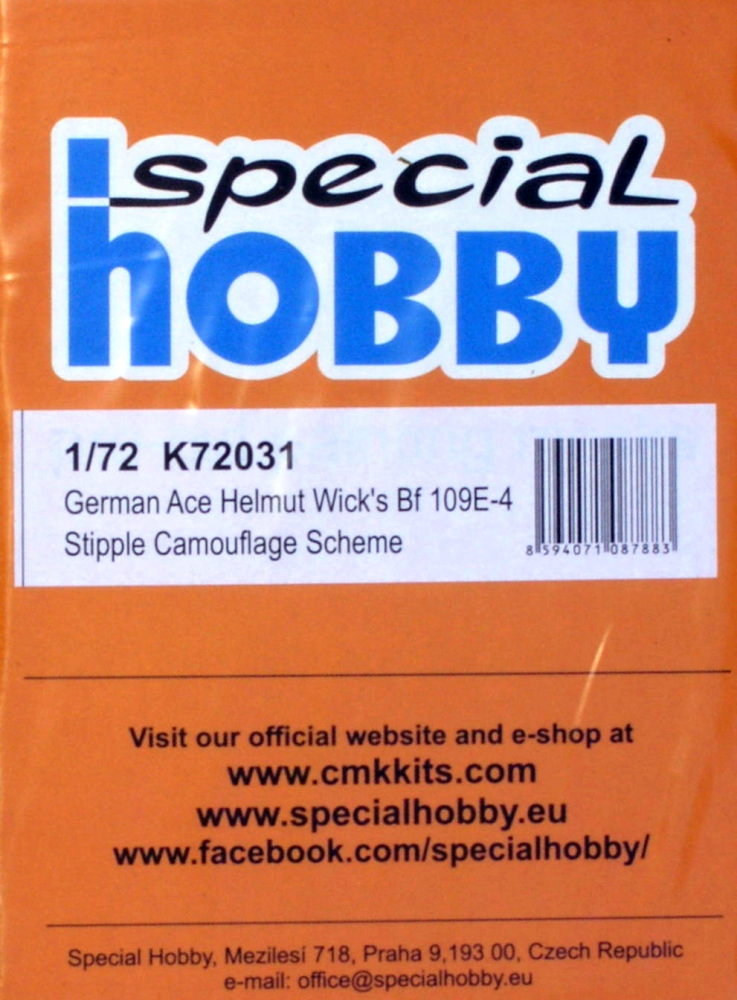 special
hOBBY
1/72 K72031
German Ace Helmut Wick's Bf 109E-4
Stipple Camouflage Scheme
8 594071 087883
Visit our official website and e-shop at
www.cmkkits.com
www.specialhobby.eu
www.facebook.com/specialhobby/
Special Hobby, Mezilesí 718, Praha 9,193 00, Czech Republic
e-mail: office@specialhobby.eu